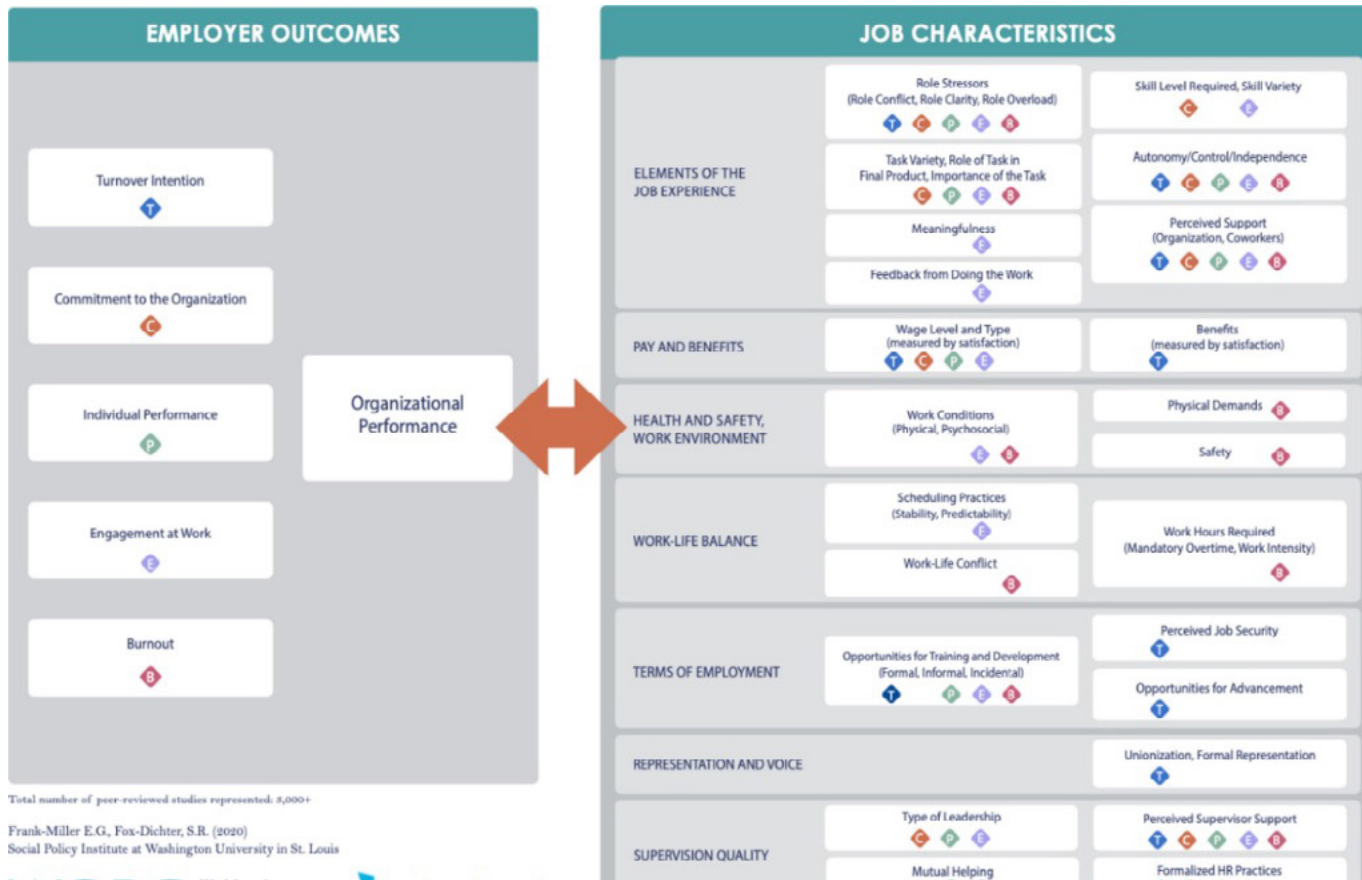 EMPLOYER OUTCOMES
Turnover Intention
T
Commitment to the Organization
C
Individual Performance
P
Engagement at Work
E
Burnout
B
Organizational
Performance
Total number of peer-reviewed studies represented: 3,000+
Frank-Miller E.G., Fox-Dichter, S.R. (2020)
Social Policy Institute at Washington University in St. Louis
JOB CHARACTERISTICS
ELEMENTS OF THE
JOB EXPERIENCE
Role Stressors
(Role Conflict, Role Clarity, Role Overload)
T C P E B
Skill Level Required, Skill Variety
C E
Task Variety, Role of Task in
Final Product, Importance of the Task
C P E B
Autonomy/Control/Independence
T C P E B
Meaningfulness
E
Perceived Support
(Organization, Coworkers)
T C P E B
Feedback from Doing the Work
E
PAY AND BENEFITS
Wage Level and Type
(measured by satisfaction)
T C P E
Benefits
(measured by satisfaction)
T
HEALTH AND SAFETY,
WORK ENVIRONMENT
Work Conditions
(Physical, Psychosocial)
E B
Physical Demands B
Safety B
WORK-LIFE BALANCE
Scheduling Practices
(Stability, Predictability)
E
Work-Life Conflict
B
Work Hours Required
(Mandatory Overtime, Work Intensity)
B
TERMS OF EMPLOYMENT
Opportunities for Training and Development
(Formal, Informal, Incidental)
T P E B
Perceived Job Security
T
Opportunities for Advancement
T
REPRESENTATION AND VOICE
Unionization, Formal Representation
T
SUPERVISION QUALITY
Type of Leadership
C P E
Perceived Supervisor Support
T C P E B
Mutual Helping
Formalized HR Practices